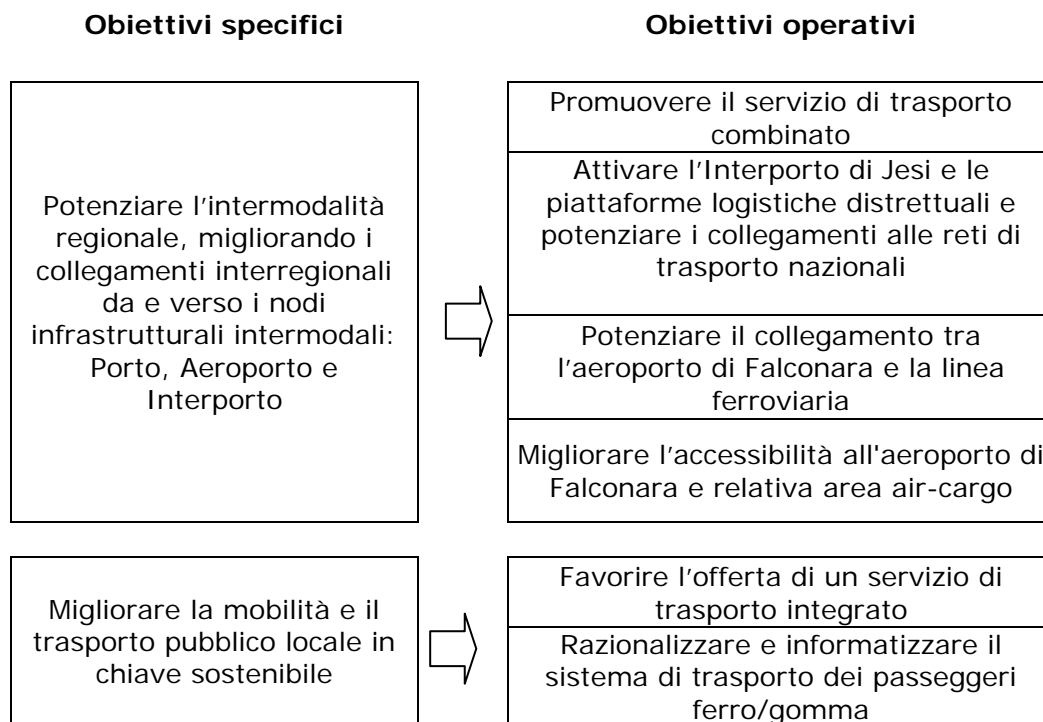 Obiettivi specifici
Obiettivi operativi
Potenziare l’intermodalità
regionale, migliorando i
collegamenti interregionali
da e verso i nodi
infrastrutturali intermodali:
Porto, Aeroporto e
Interporto
Promuovere il servizio di trasporto
combinato
Attivare l’Interporto di Jesi e le
piattaforme logistiche distrettuali e
potenziare i collegamenti alle reti di
trasporto nazionali
Potenziare il collegamento tra
l’aeroporto di Falconara e la linea
ferroviaria
Migliorare l’accessibilità all'aeroporto di
Falconara e relativa area air-cargo
Migliorare la mobilità e il
trasporto pubblico locale in
chiave sostenibile
Favorire l’offerta di un servizio di
trasporto integrato
Razionalizzare e informatizzare il
sistema di trasporto dei passeggeri
ferro/gomma